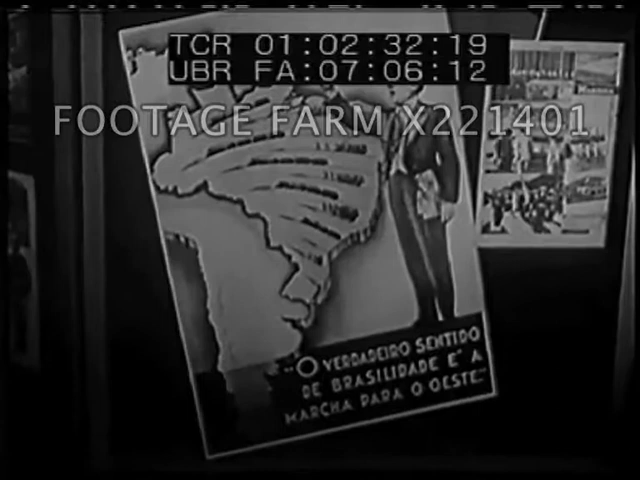 TCR 01:02:32:19
UBR FA:07:06:12
FOOTAGE FARM X221401
"O VERDADEIRO SENTIDO
DE BRASILIDADE E' A
MARCHA PARA O OESTE."